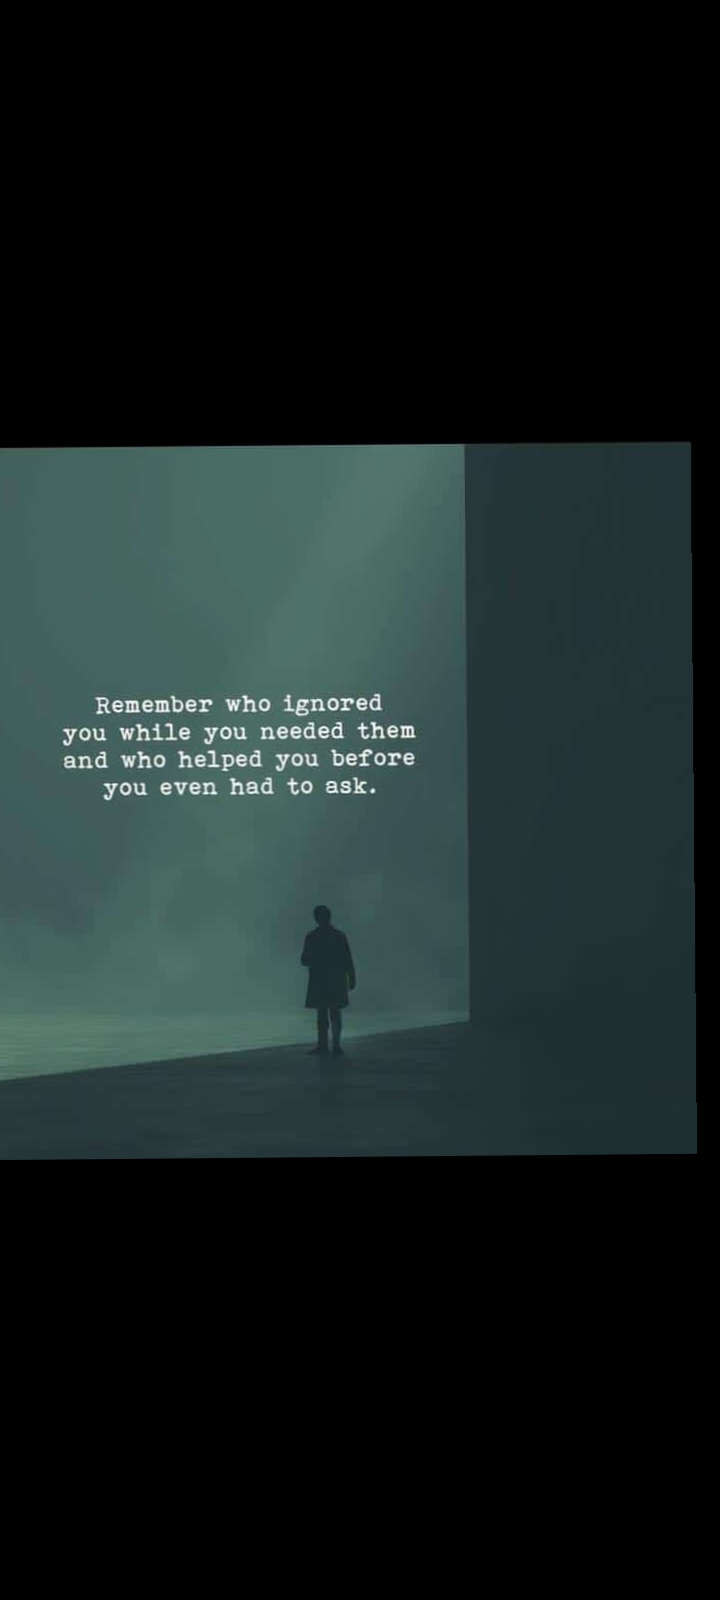 Remember who ignored
you while you needed them
and who helped you before
you even had to ask.